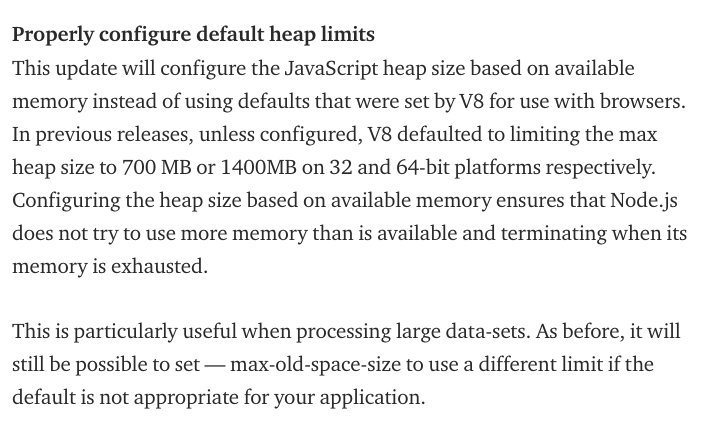 Properly configure default heap limits
This update will configure the JavaScript heap size based on available
memory instead of using defaults that were set by V8 for use with browsers.
In previous releases, unless configured, V8 defaulted to limiting the max
heap size to 700 MB or 1400MB on 32 and 64-bit platforms respectively.
Configuring the heap size based on available memory ensures that Node.js
does not try to use more memory than is available and terminating when its
memory is exhausted.
This is particularly useful when processing large data-sets. As before, it will
still be possible to set — max-old-space-size to use a different limit if the
default is not appropriate for your application.